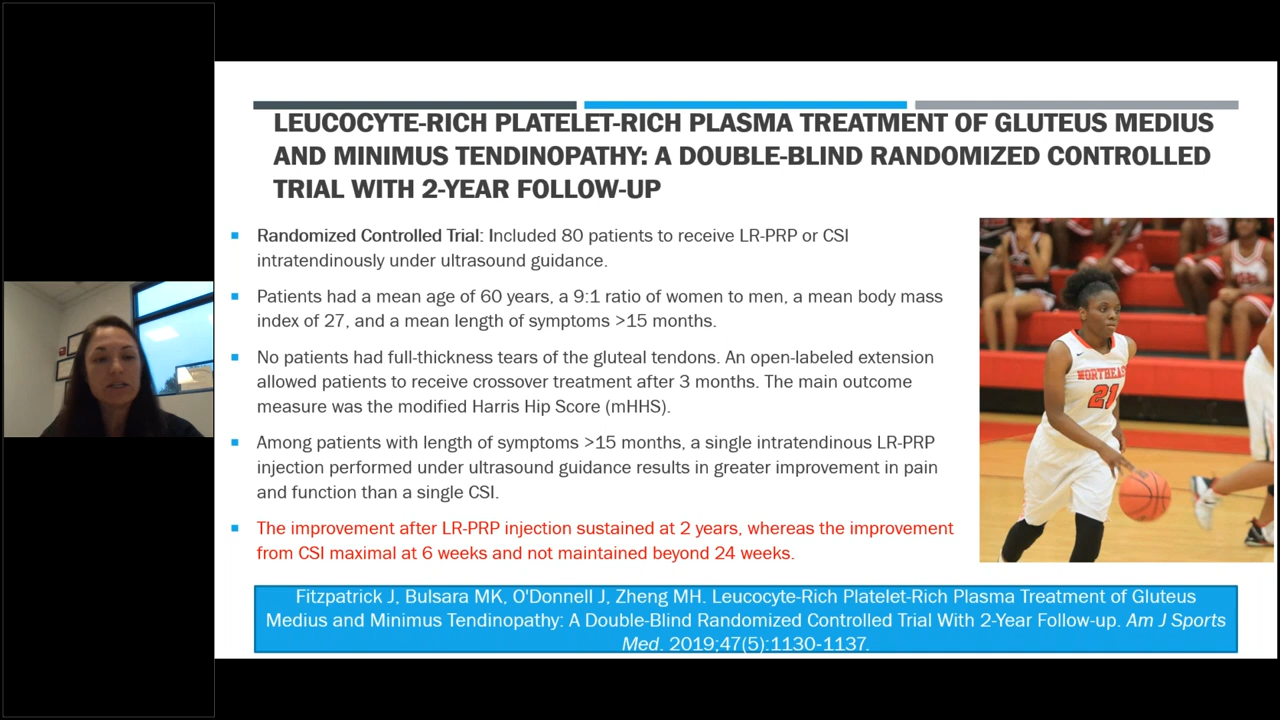 LEUCOCYTE-RICH PLATELET-RICH PLASMA TREATMENT OF GLUTEUS MEDIUS
AND MINIMUS TENDINOPATHY: A DOUBLE-BLIND RANDOMIZED CONTROLLED
TRIAL WITH 2-YEAR FOLLOW-UP
Randomized Controlled Trial: Included 80 patients to receive LR-PRP or CSI
intratendinously under ultrasound guidance.
Patients had a mean age of 60 years, a 9:1 ratio of women to men, a mean body mass
index of 27, and a mean length of symptoms >15 months.
No patients had full-thickness tears of the gluteal tendons. An open-labeled extension
allowed patients to receive crossover treatment after 3 months. The main outcome
measure was the modified Harris Hip Score (mHHS).
Among patients with length of symptoms >15 months, a single intratendinous LR-PRP
injection performed under ultrasound guidance results in greater improvement in pain
and function than a single CSI.
The improvement after LR-PRP injection sustained at 2 years, whereas the improvement
from CSI maximal at 6 weeks and not maintained beyond 24 weeks.
21
Fitzpatrick J, Bulsara MK, O'Donnell J, Zheng MH. Leucocyte-Rich Platelet-Rich Plasma Treatment of Gluteus
Medius and Minimus Tendinopathy: A Double-Blind Randomized Controlled Trial With 2-Year Follow-up. Am J Sports
Med. 2019;47(5):1130-1137.